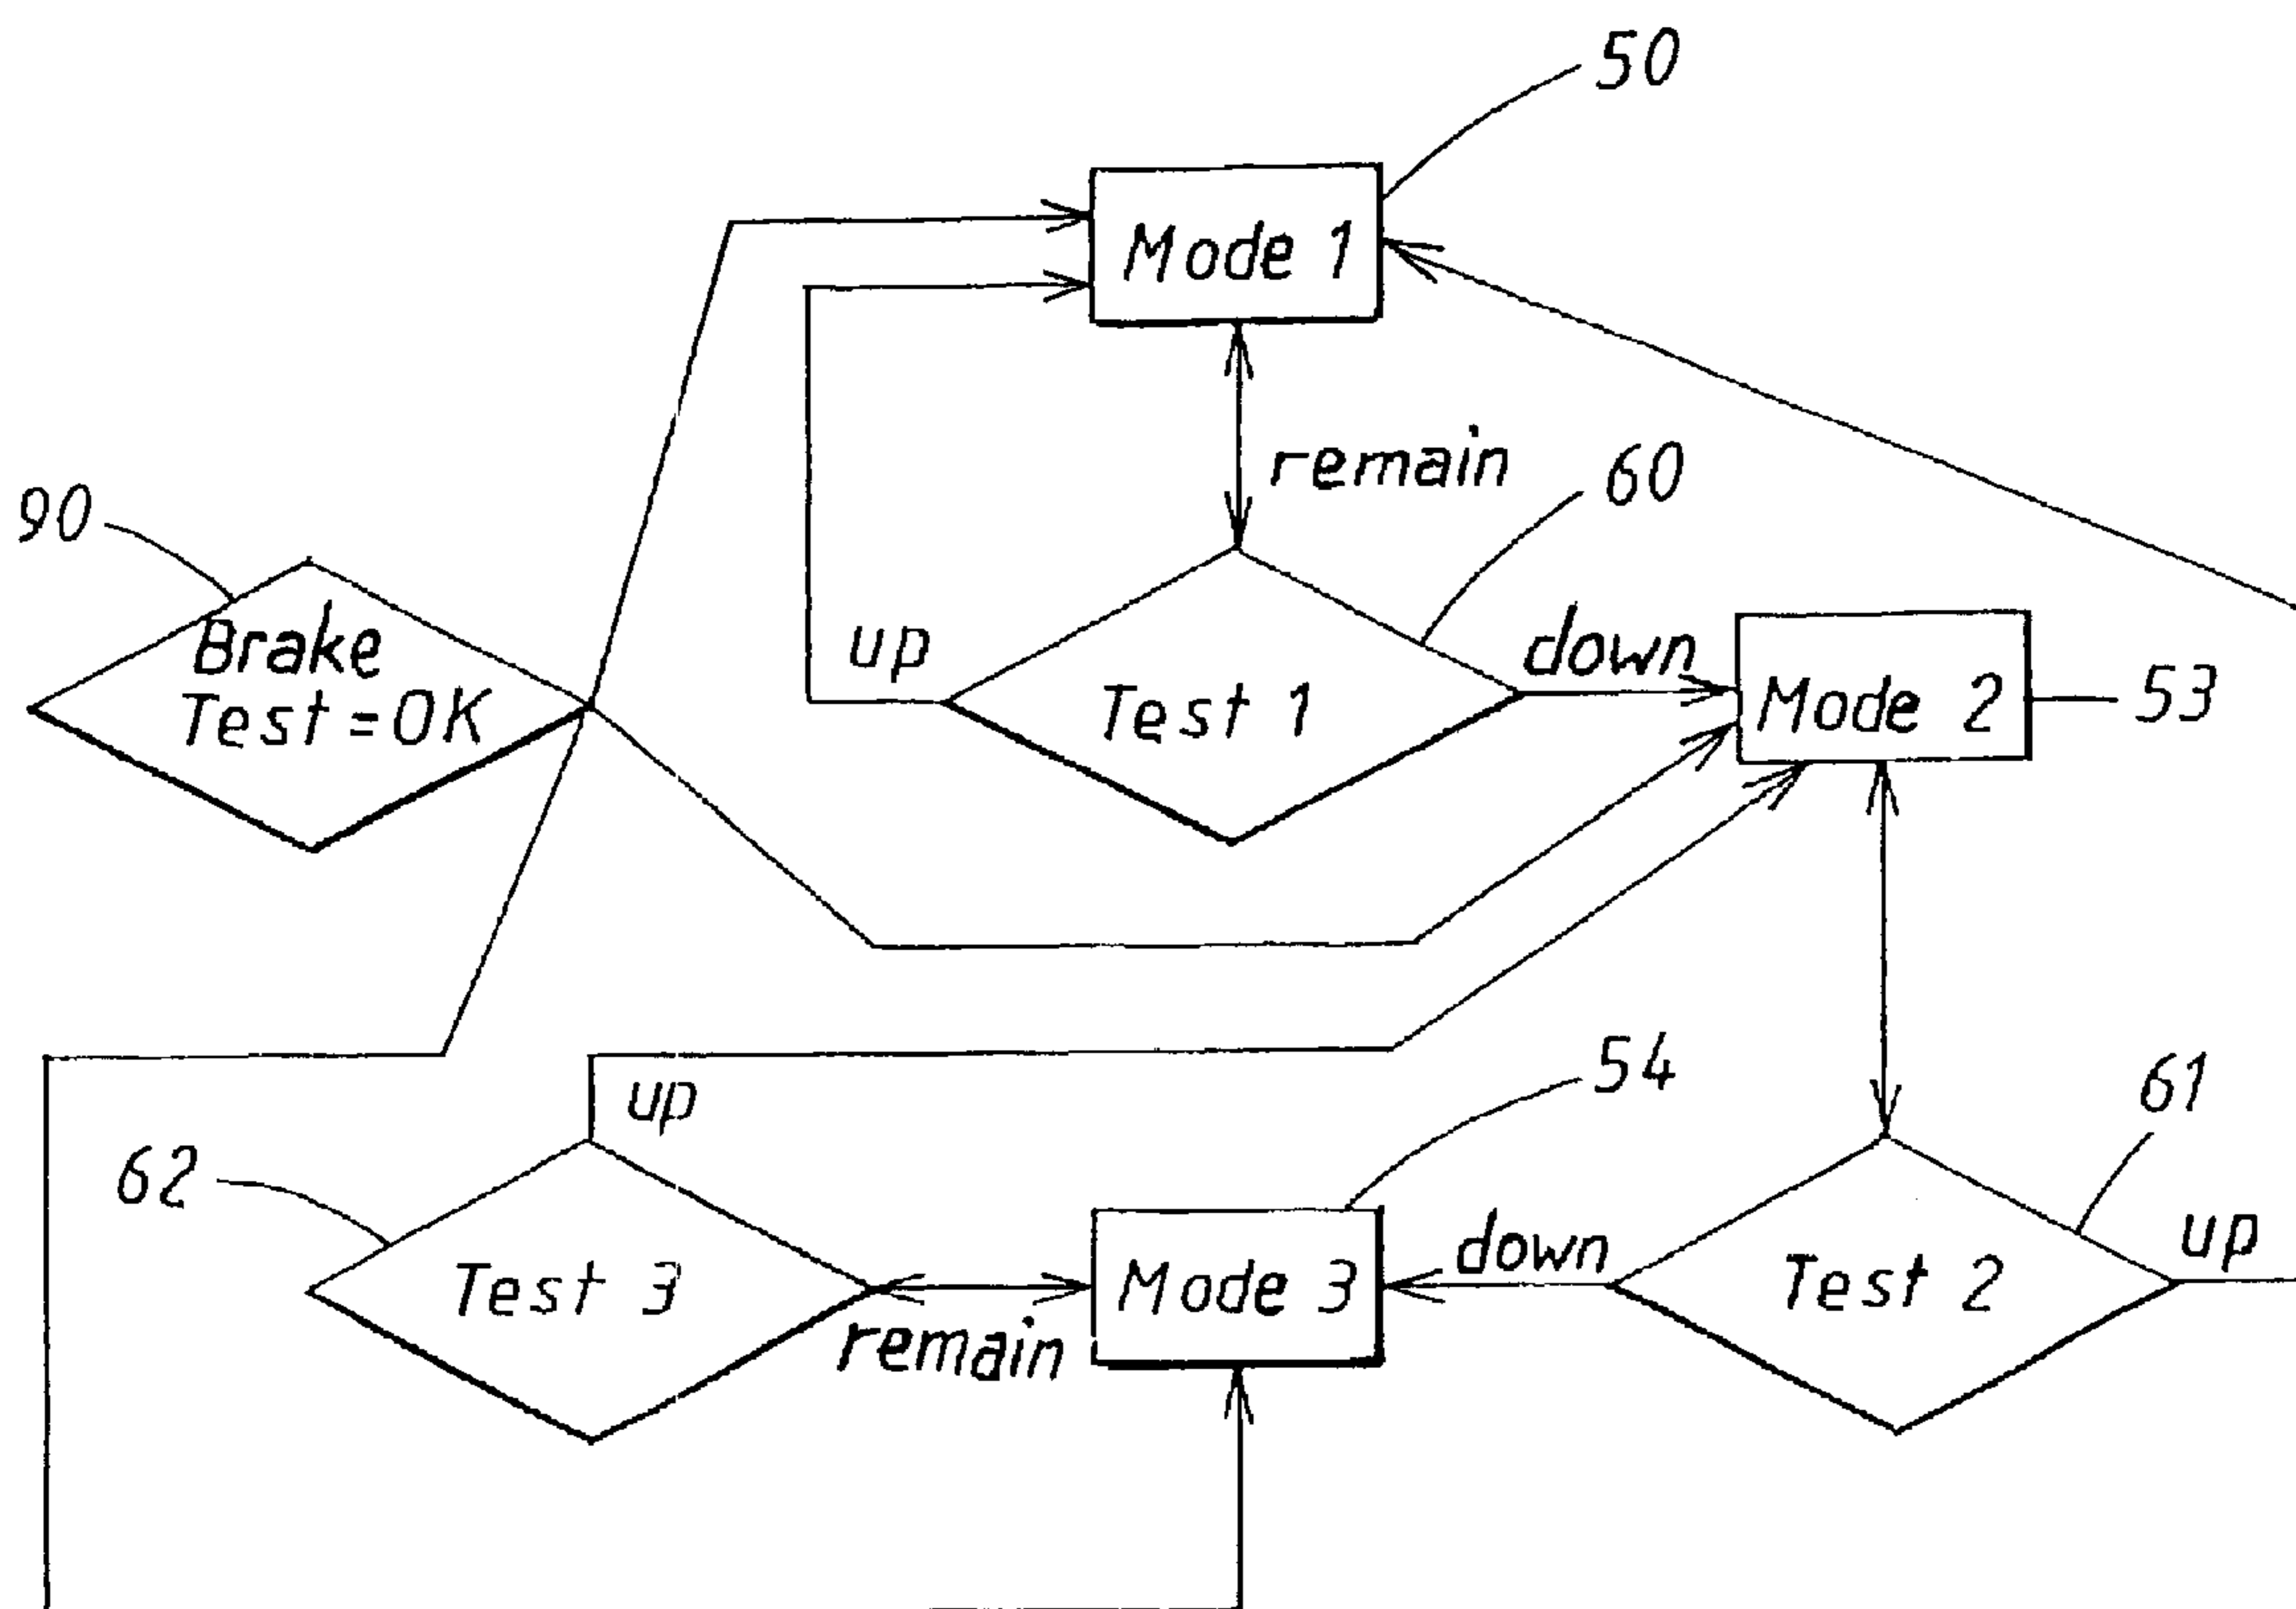 50
Mode 1
remain
60
90
Brake
Test=OK
up
Test 1
down
Mode 2
53
54
61
up
62
Test 3
remain
Mode 3
down
Test 2
up